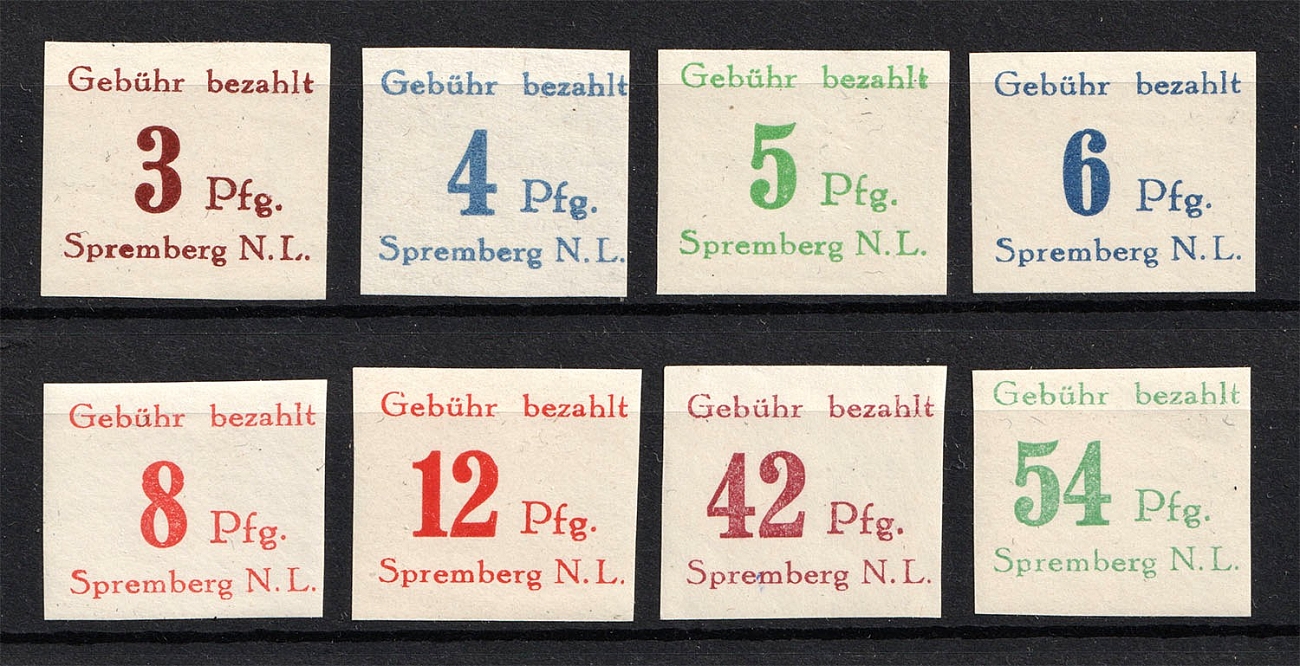 Gebühr bezahlt
3 Pfg.
Spremberg N.L.
Gebühr bezahlt
4 Pfg.
Spremberg N.L.
Gebühr bezahlt
5 Pfg.
Spremberg N.L.
Gebühr bezahlt
6 Pfg.
Spremberg N.L.
Gebühr bezahlt
8 Pfg.
Spremberg N.L.
Gebühr bezahlt
12 Pfg.
Spremberg N.L.
Gebühr bezahlt
42 Pfg.
Spremberg N.L.
Gebühr bezahlt
54 Pfg.
Spremberg N.L.